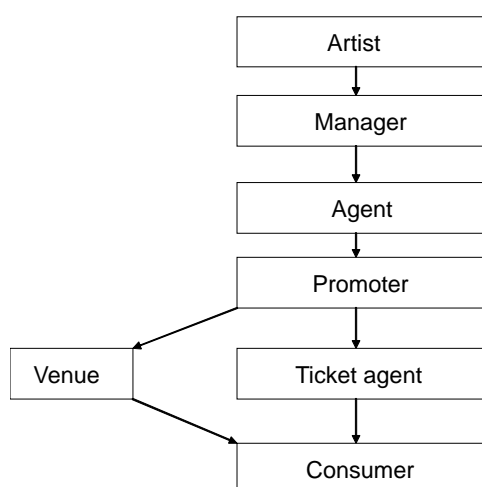 Artist
Manager
Agent
Promoter
Venue
Ticket agent
Consumer